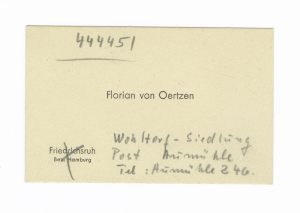 444451
Florian von Oertzen
Wohltorf-Siedlung
Friedrichsruh
Post Aumühle
Bez. Hamburg
Tel: Aumühle 246.